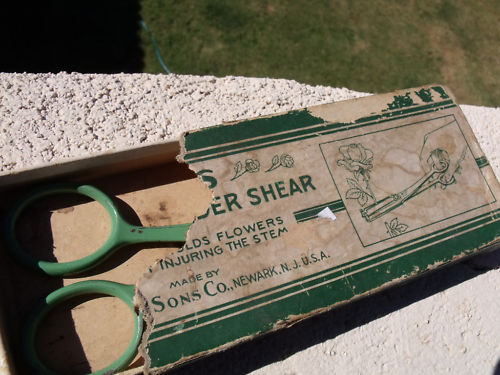 S
DER SHEAR
LDS FLOWERS
INJURING THE STEM
MADE BY
SONS CO., NEWARK, N.J. U.S.A.